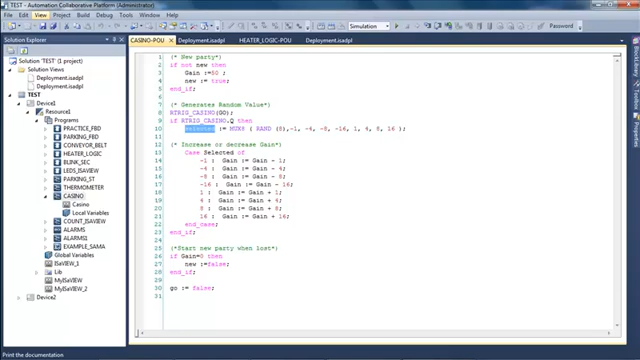 TEST - Automation Collaborative Platform (Administrator)
File Edit View Project Build Debug Tools Window Help
Simulation Password
Solution Explorer
CASINO-POU Deployment.isadpl HEATER_LOGIC-POU Deployment.isadpl
Solution "TEST" (1 project)
Solution Views
Deployment.isadpl
Deployment.isadpl
TEST
Device1
Resource1
Programs
PRACTICE_FBD
PARKING_FBD
CONVEYOR_BELT
HEATER_LOGIC
BLINK_SEC
PARKING
THERMOMETER
CASINO
Casino
Local Variables
COUNT_ISAVIEW
ALARMS
ALARMS1
EXAMPLE_SAMA
Global Variables
ISaVIEW_1
Lib
MyISaVIEW
MyISaVIEW_2
Device2
1 (* New party*)
2 if not new then
3 Gain :=50 ;
4 new := true;
5 end_if;
6
7 (* Generates Random Value*)
8 RTRIG_CASINO(GO);
9 if RTRIG_CASINO.Q then
10 selected := MUX8 ( RAND (8),-1, -4, -8, -16, 1, 4, 8, 16 );
11
12 (* Increase or decrease Gain*)
13 Case Selected of
14 -1 : Gain := Gain - 1;
15 -4 : Gain := Gain - 4;
16 -8 : Gain := Gain - 8;
17 -16 : Gain := Gain - 16;
18 1 : Gain := Gain + 1;
19 4 : Gain := Gain + 4;
20 8 : Gain := Gain + 8;
21 16 : Gain := Gain + 16;
22 end_case;
23 end_if;
24
25 (*Start new party when lost*)
26 if Gain=0 then
27 new :=false;
28 end_if;
29
30 go := false;
31
BlockLibrary
Toolbox
Print the documentation